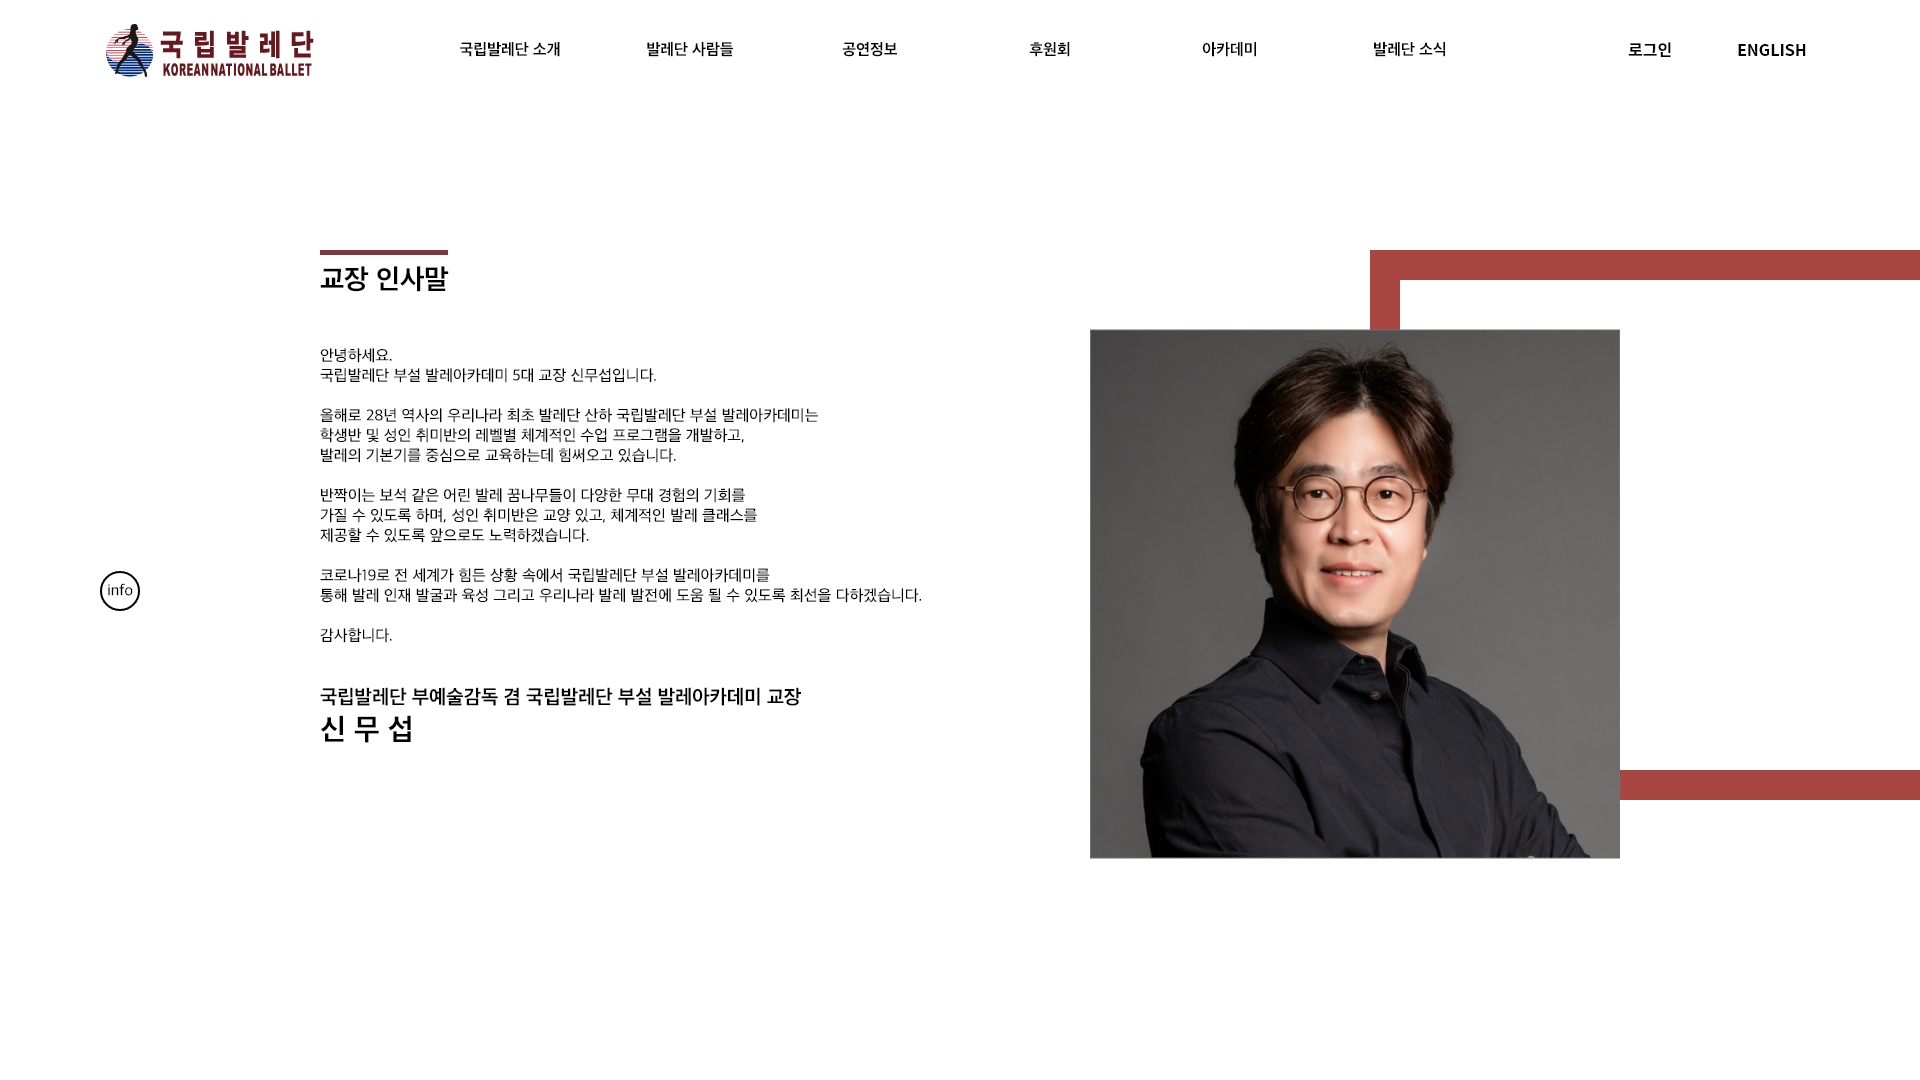 국립발레단
KOREAN NATIONAL BALLET
국립발레단 소개
발레단 사람들
공연정보
후원회
아카데미
발레단 소식
로그인
ENGLISH
교장 인사말
안녕하세요.
국립발레단 부설 발레아카데미 5대 교장 신무섭입니다.
올해로 28년 역사의 우리나라 최초 발레단 산하 국립발레단 부설 발레아카데미는
학생반 및 성인 취미반의 레벨별 체계적인 수업 프로그램을 개발하고,
발레의 기본기를 중심으로 교육하는데 힘써오고 있습니다.
반짝이는 보석 같은 어린 발레 꿈나무들이 다양한 무대 경험의 기회를
가질 수 있도록 하며, 성인 취미반은 교양 있고, 체계적인 발레 클래스를
제공할 수 있도록 앞으로도 노력하겠습니다.
코로나19로 전 세계가 힘든 상황 속에서 국립발레단 부설 발레아카데미를
통해 발레 인재 발굴과 육성 그리고 우리나라 발레 발전에 도움 될 수 있도록 최선을 다하겠습니다.
감사합니다.
국립발레단 부예술감독 겸 국립발레단 부설 발레아카데미 교장
신 무 섭
info